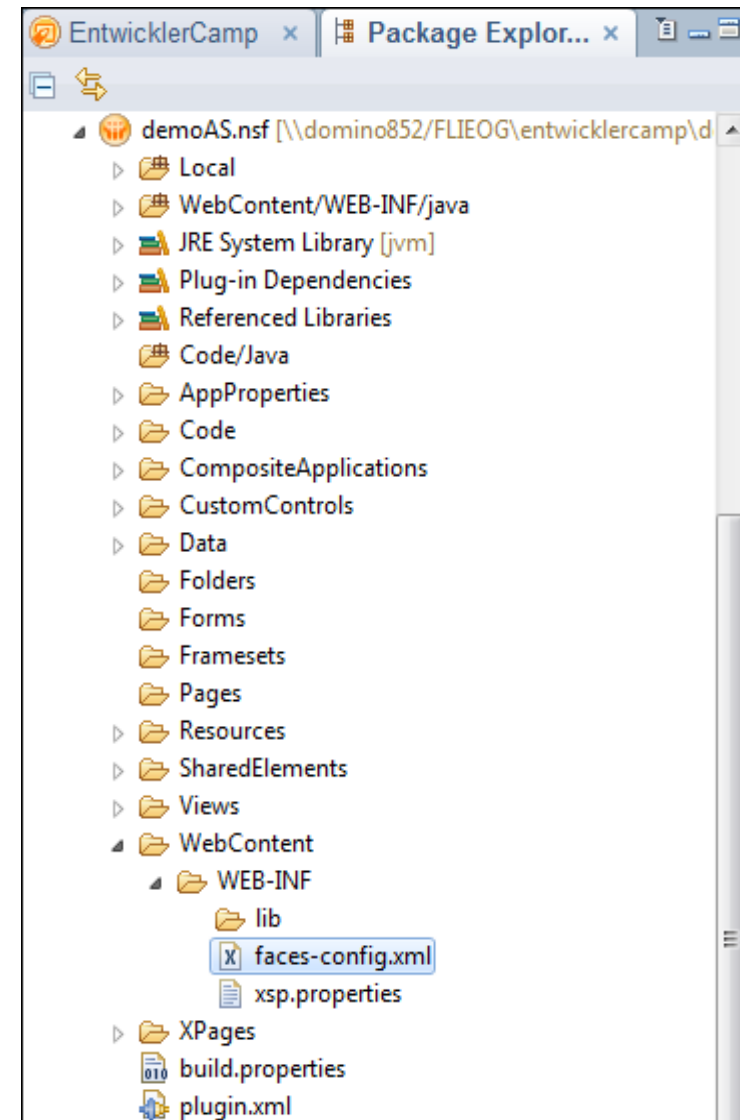 EntwicklerCamp Package Explor...
demoAS.nsf [\\domino852/FLIEOG\entwicklercamp\d
Local
WebContent/WEB-INF/java
JRE System Library [jvm]
Plug-in Dependencies
Referenced Libraries
Code/Java
AppProperties
Code
CompositeApplications
CustomControls
Data
Folders
Forms
Framesets
Pages
Resources
SharedElements
Views
WebContent
WEB-INF
lib
faces-config.xml
xsp.properties
XPages
build.properties
plugin.xml